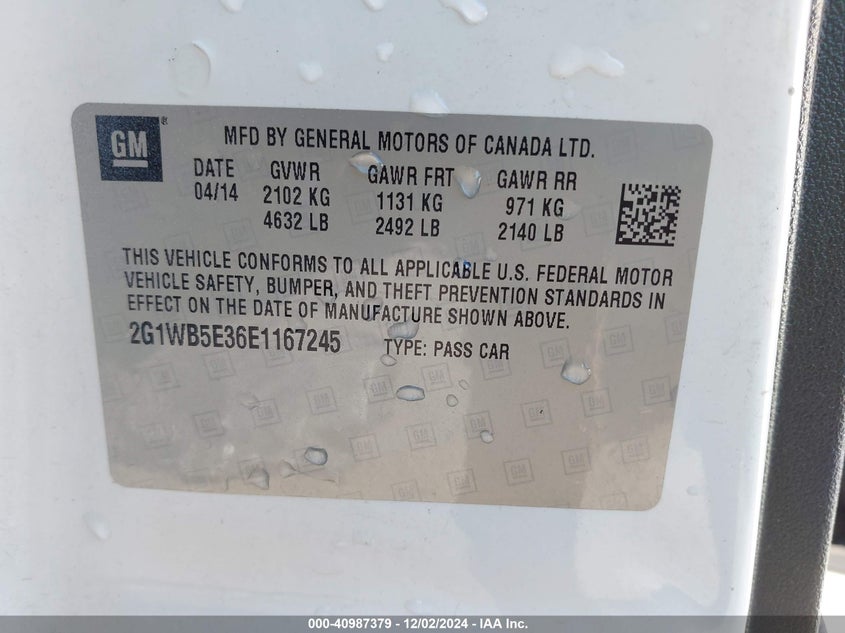 GM
MFD BY GENERAL MOTORS OF CANADA LTD.
DATE GVWR GAWR FRT GAWR RR
04/14 2102 KG 1131 KG 971 KG
4632 LB 2492 LB 2140 LB
THIS VEHICLE CONFORMS TO ALL APPLICABLE U.S. FEDERAL MOTOR
VEHICLE SAFETY, BUMPER, AND THEFT PREVENTION STANDARDS IN
EFFECT ON THE DATE OF MANUFACTURE SHOWN ABOVE.
2G1WB5E36E1167245 TYPE: PASS CAR
000-40987379 - 12/02/2024 - IAA Inc.